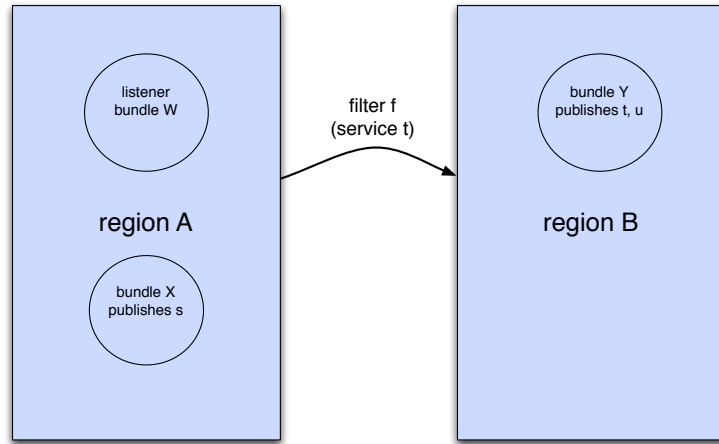 listener
bundle W
region A
bundle X
publishes s
filter f
(service t)
bundle Y
publishes t, u
region B